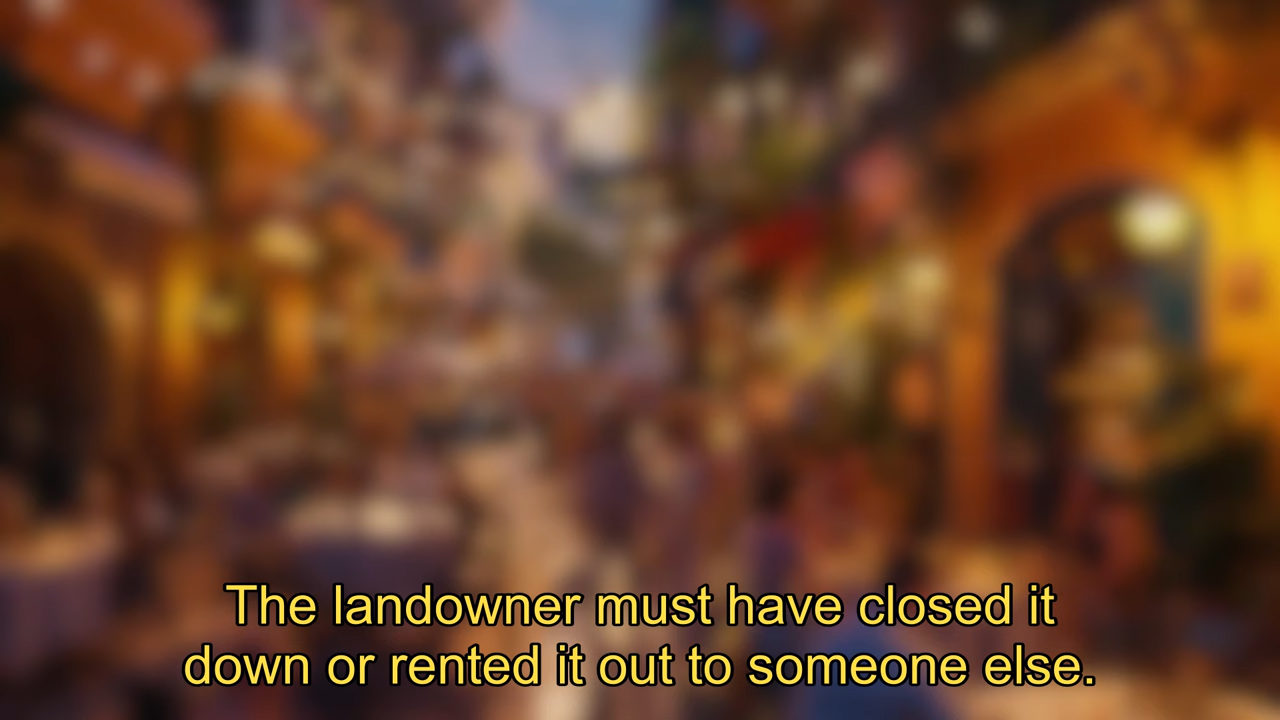 The landowner must have closed it
down or rented it out to someone else.